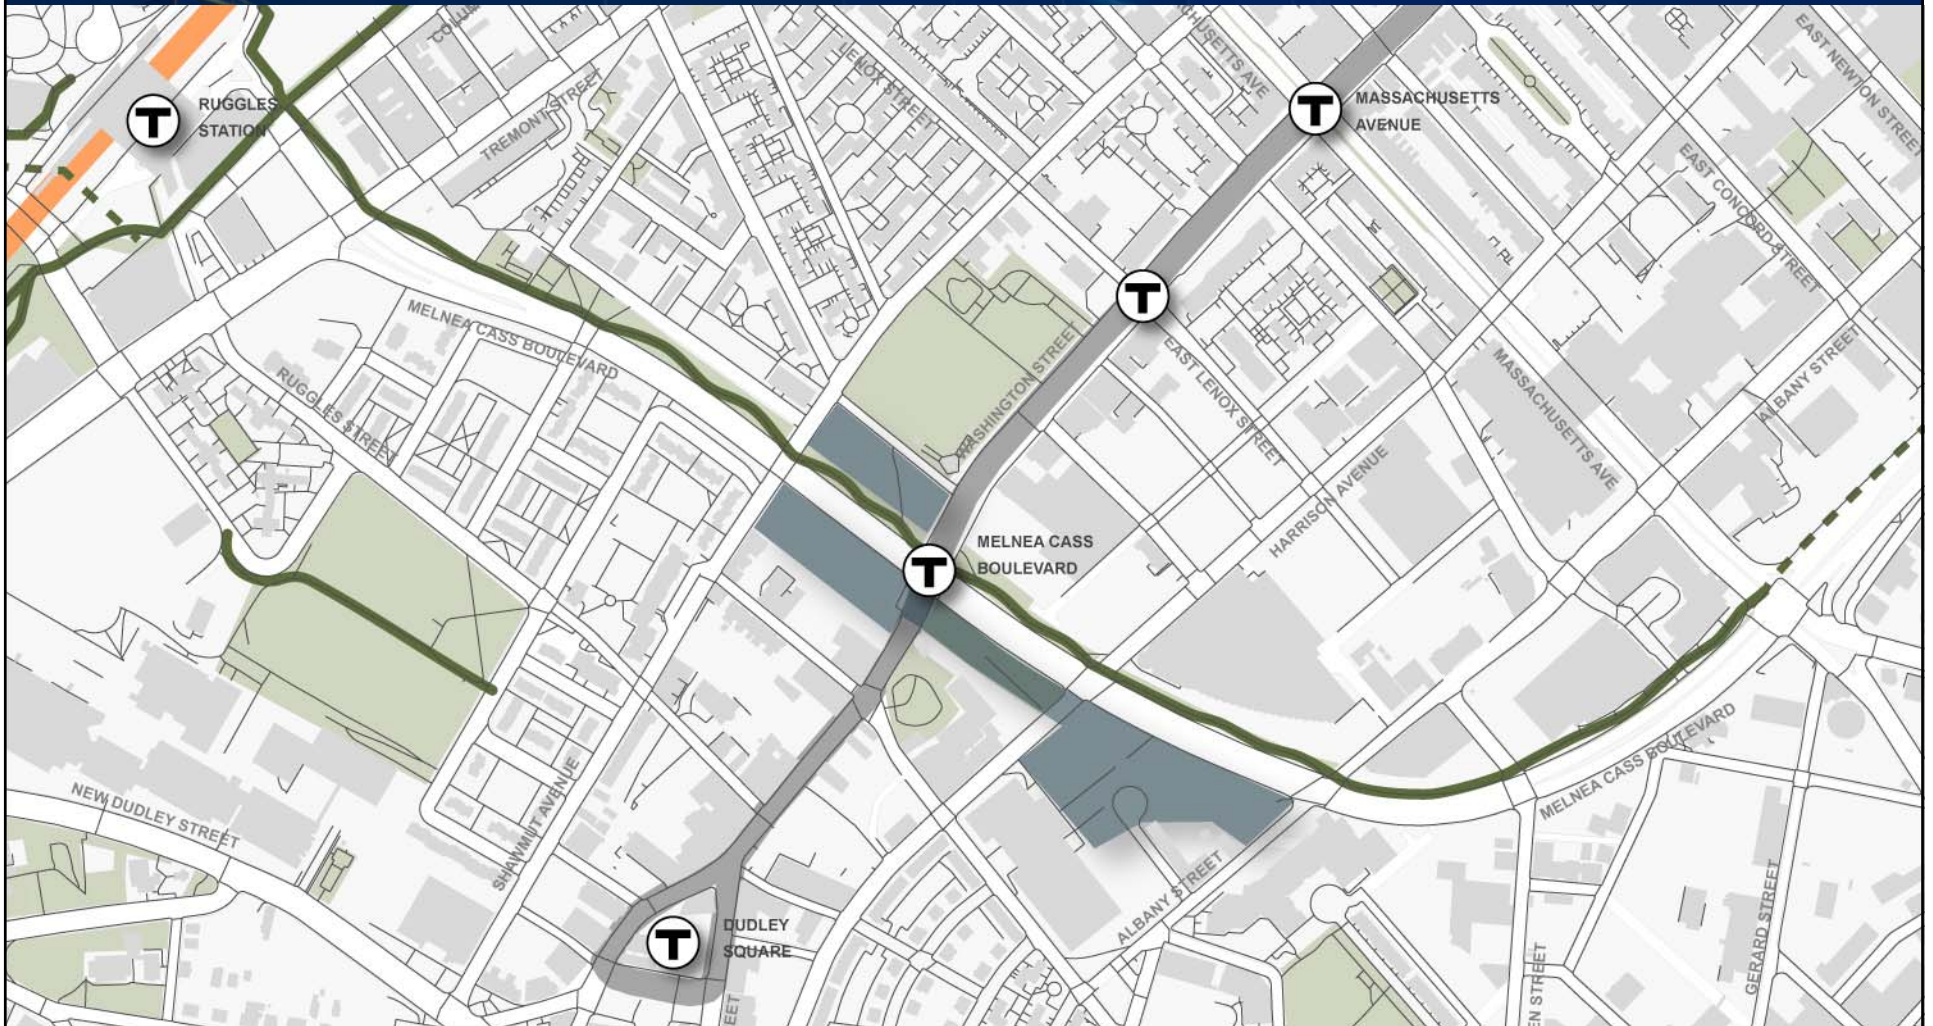 EAST NEWTON STREET
LENOX STREET
RUGGLES
STATION
T
TREMONT STREET
T
MASSACHUSETTS
AVENUE
EAST CONCORD STREET
T
MELNEA CASS BOULEVARD
WASHINGTON STREET
EAST LENOX STREET
MASSACHUSETTS AVE
ALBANY STREET
RUGGLES STREET
HARRISON AVENUE
T
MELNEA CASS
BOULEVARD
NEW DUDLEY STREET
SHAWMUT AVENUE
MELNEA CASS BOULEVARD
ALBANY STREET
GERARD STREET
T
DUDLEY
SQUARE